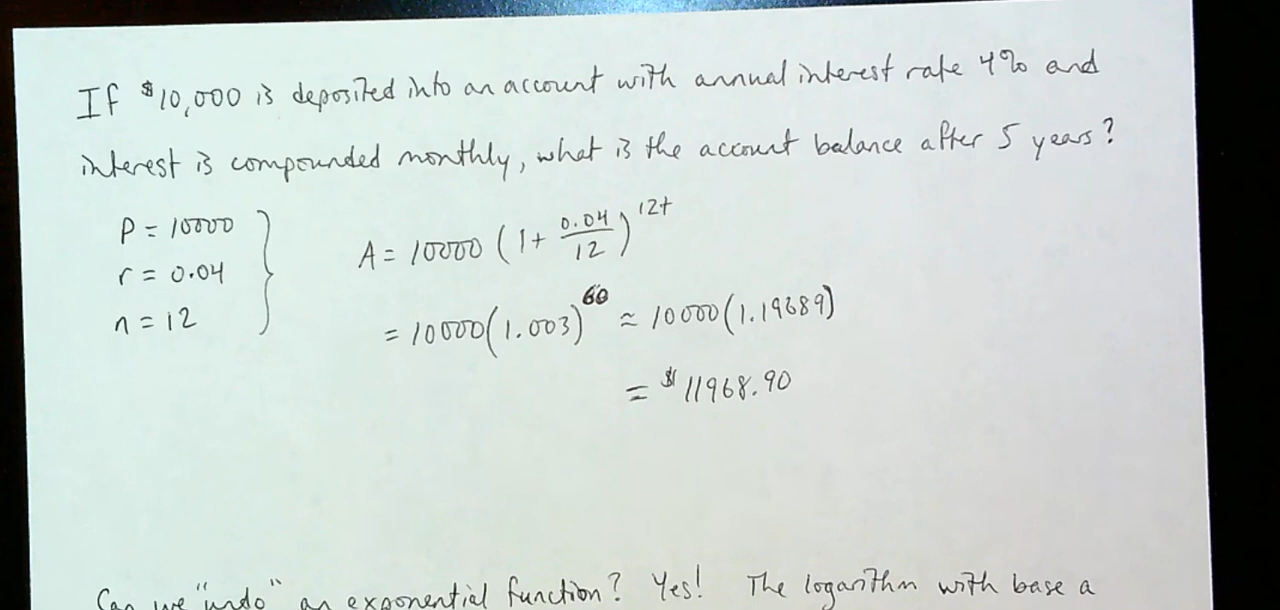 If $10,000 is deposited into an account with annual interest rate 4% and
interest is compounded monthly, what is the account balance after 5 years?
P = 10000
r = 0.04
n = 12
A = 10000 (1 + 0.04/12)^12t
= 10000(1.003)^60 ≈ 10000(1.19689)
= $11968.90
Can we "undo" an exponential function? Yes! The logarithm with base a